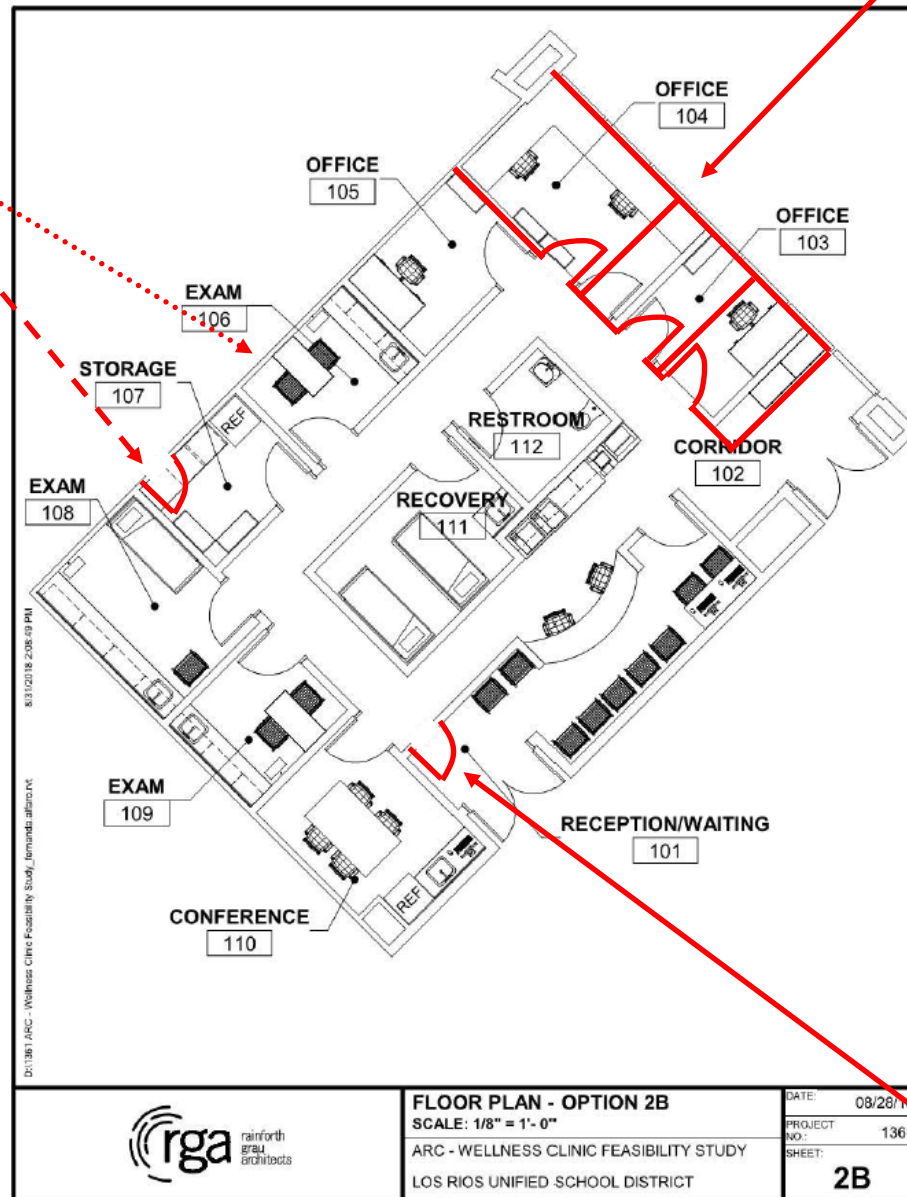 OFFICE
104
OFFICE
105
OFFICE
103
EXAM
106
STORAGE
107
REF
RESTROOM
112
CORRIDOR
102
EXAM
108
RECOVERY
111
EXAM
109
RECEPTION/WAITING
101
REF
CONFERENCE
110
8/31/2018 2:08:49 PM
D:\1361 ARC - Wellness Clinic Feasibility Study_fernanda.alfaro.rvt
rga rainforth
grau
architects
FLOOR PLAN - OPTION 2B
SCALE: 1/8" = 1'- 0"
ARC - WELLNESS CLINIC FEASIBILITY STUDY
LOS RIOS UNIFIED SCHOOL DISTRICT
DATE: 08/28/1
PROJECT
NO.: 136
SHEET:
2B